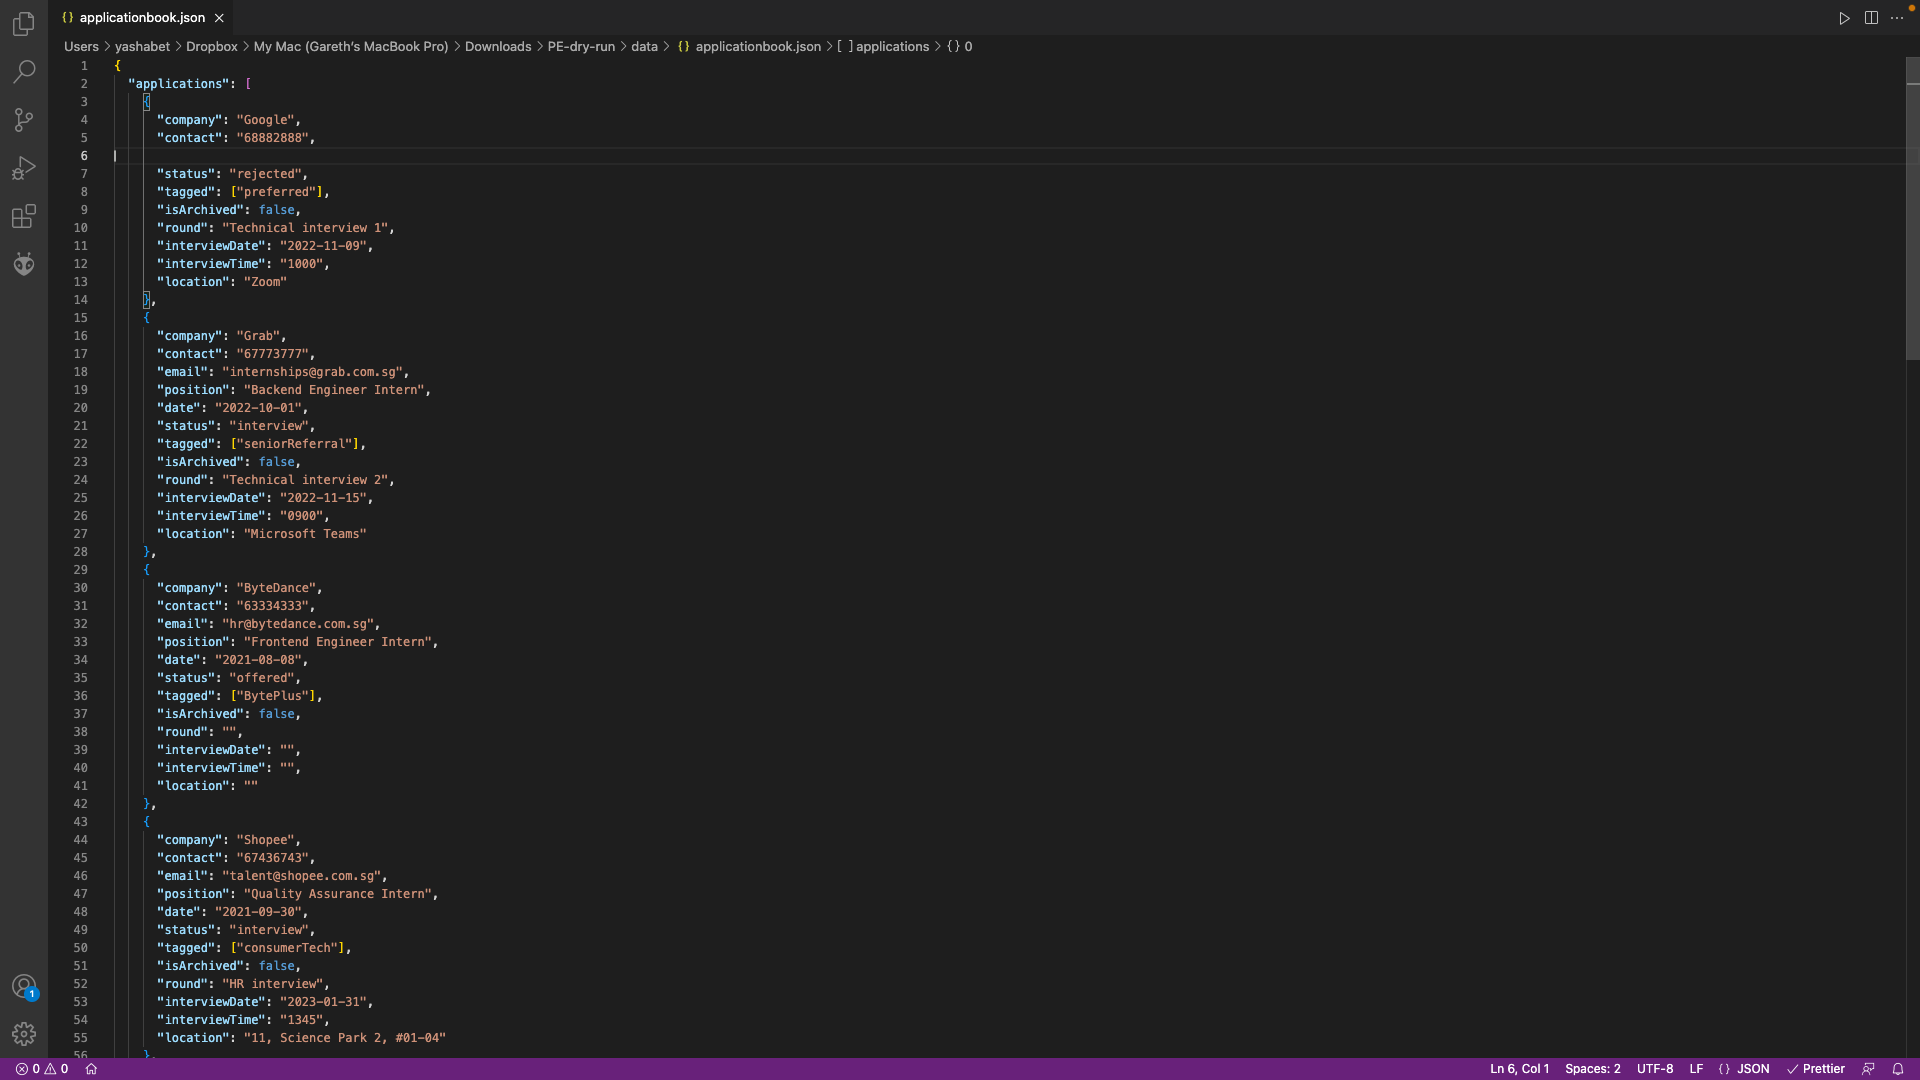 {} applicationbook.json ×
Users > yashabet > Dropbox > My Mac (Gareth's MacBook Pro) > Downloads > PE-dry-run > data > {} applicationbook.json > [ ] applications > {} 0
1 {
2 "applications": [
3 {
4 "company": "Google",
5 "contact": "68882888",
6
7 "status": "rejected",
8 "tagged": ["preferred"],
9 "isArchived": false,
10 "round": "Technical interview 1",
11 "interviewDate": "2022-11-09",
12 "interviewTime": "1000",
13 "location": "Zoom"
14 },
15 {
16 "company": "Grab",
17 "contact": "67773777",
18 "email": "internships@grab.com.sg",
19 "position": "Backend Engineer Intern",
20 "date": "2022-10-01",
21 "status": "interview",
22 "tagged": ["seniorReferral"],
23 "isArchived": false,
24 "round": "Technical interview 2",
25 "interviewDate": "2022-11-15",
26 "interviewTime": "0900",
27 "location": "Microsoft Teams"
28 },
29 {
30 "company": "ByteDance",
31 "contact": "63334333",
32 "email": "hr@bytedance.com.sg",
33 "position": "Frontend Engineer Intern",
34 "date": "2021-08-08",
35 "status": "offered",
36 "tagged": ["BytePlus"],
37 "isArchived": false,
38 "round": "",
39 "interviewDate": "",
40 "interviewTime": "",
41 "location": ""
42 },
43 {
44 "company": "Shopee",
45 "contact": "67436743",
46 "email": "talent@shopee.com.sg",
47 "position": "Quality Assurance Intern",
48 "date": "2021-09-30",
49 "status": "interview",
50 "tagged": ["consumerTech"],
51 "isArchived": false,
52 "round": "HR interview",
53 "interviewDate": "2023-01-31",
54 "interviewTime": "1345",
55 "location": "11, Science Park 2, #01-04"
56 },
1
0 0 Ln 6, Col 1 Spaces: 2 UTF-8 LF {} JSON Prettier